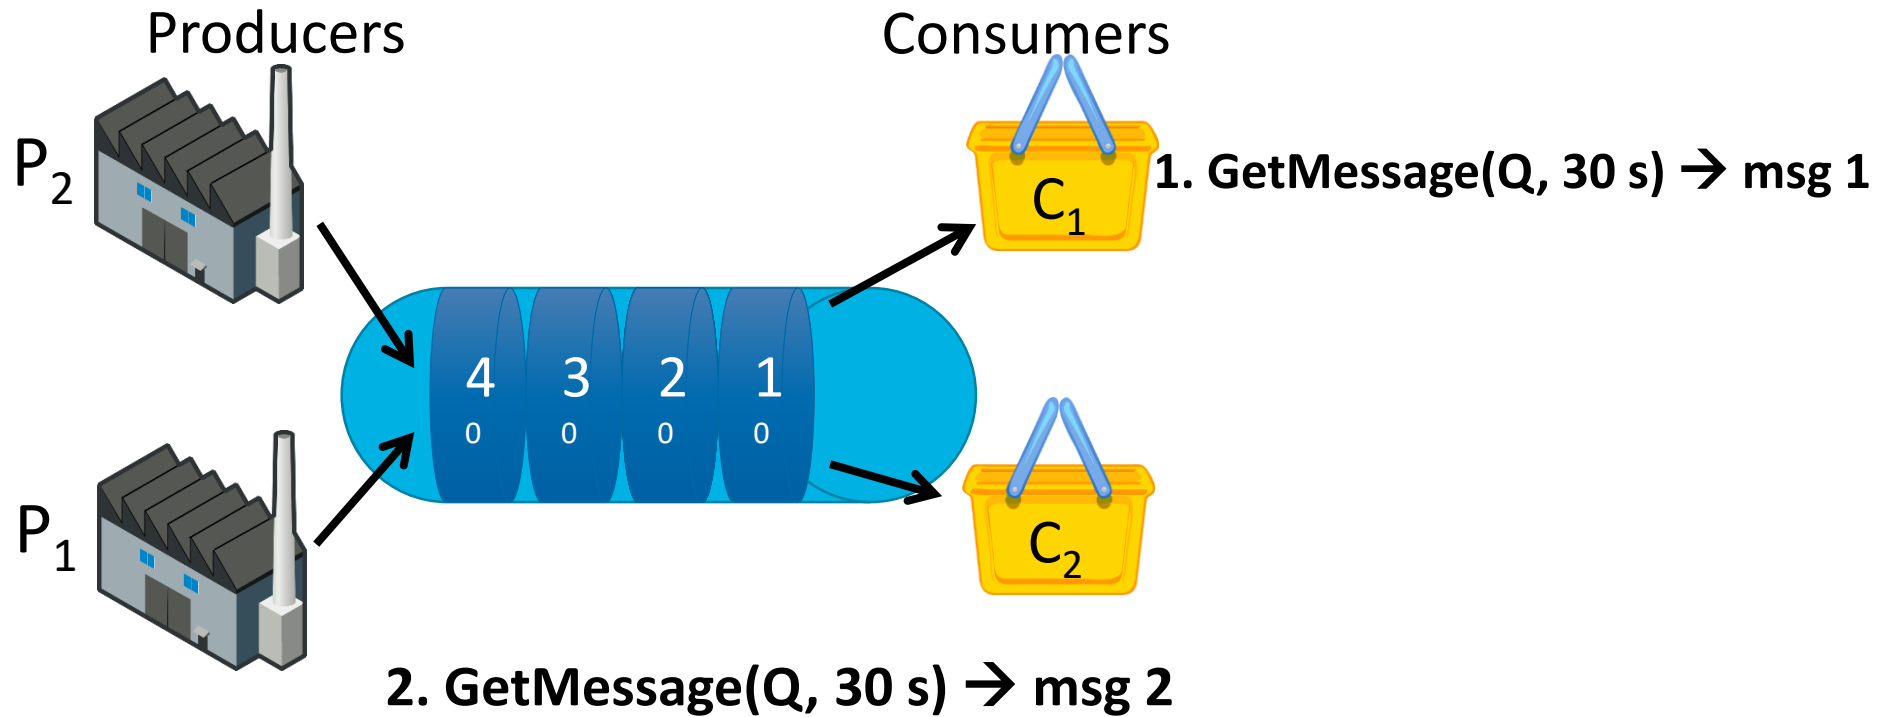 Producers
Consumers
P2
C1
1. GetMessage(Q, 30 s) → msg 1
4 3 2 1
0 0 0 0
P1
C2
2. GetMessage(Q, 30 s) → msg 2